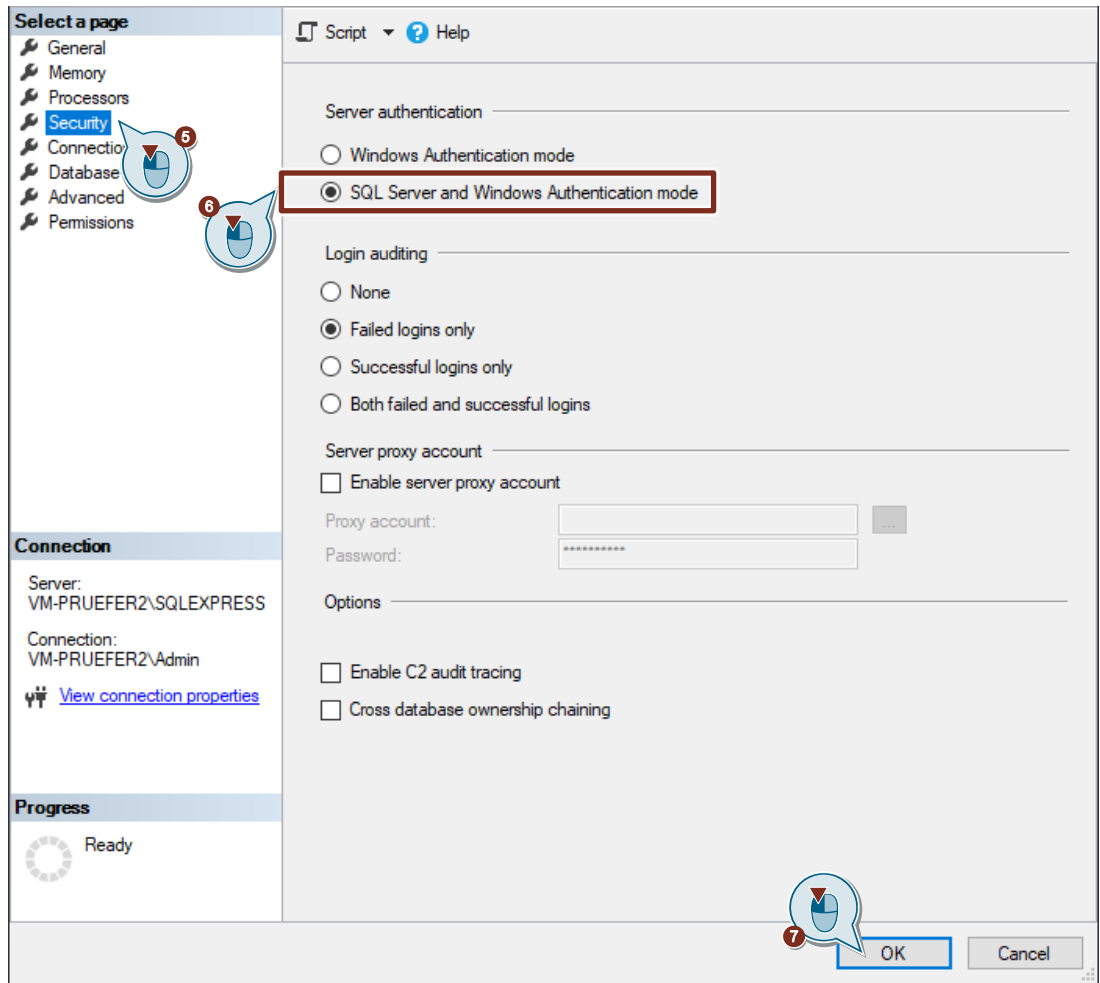 Select a page
General
Memory
Processors
Security
5
Connectio
Database
Advanced
Permissions
6
Script
Help
Server authentication
Windows Authentication mode
SQL Server and Windows Authentication mode
Login auditing
None
Failed logins only
Successful logins only
Both failed and successful logins
Server proxy account
Enable server proxy account
Proxy account:
...
Password:
**********
Options
Enable C2 audit tracing
Cross database ownership chaining
Connection
Server:
VM-PRUEFER2\SQLEXPRESS
Connection:
VM-PRUEFER2\Admin
View connection properties
Progress
Ready
7
OK
Cancel